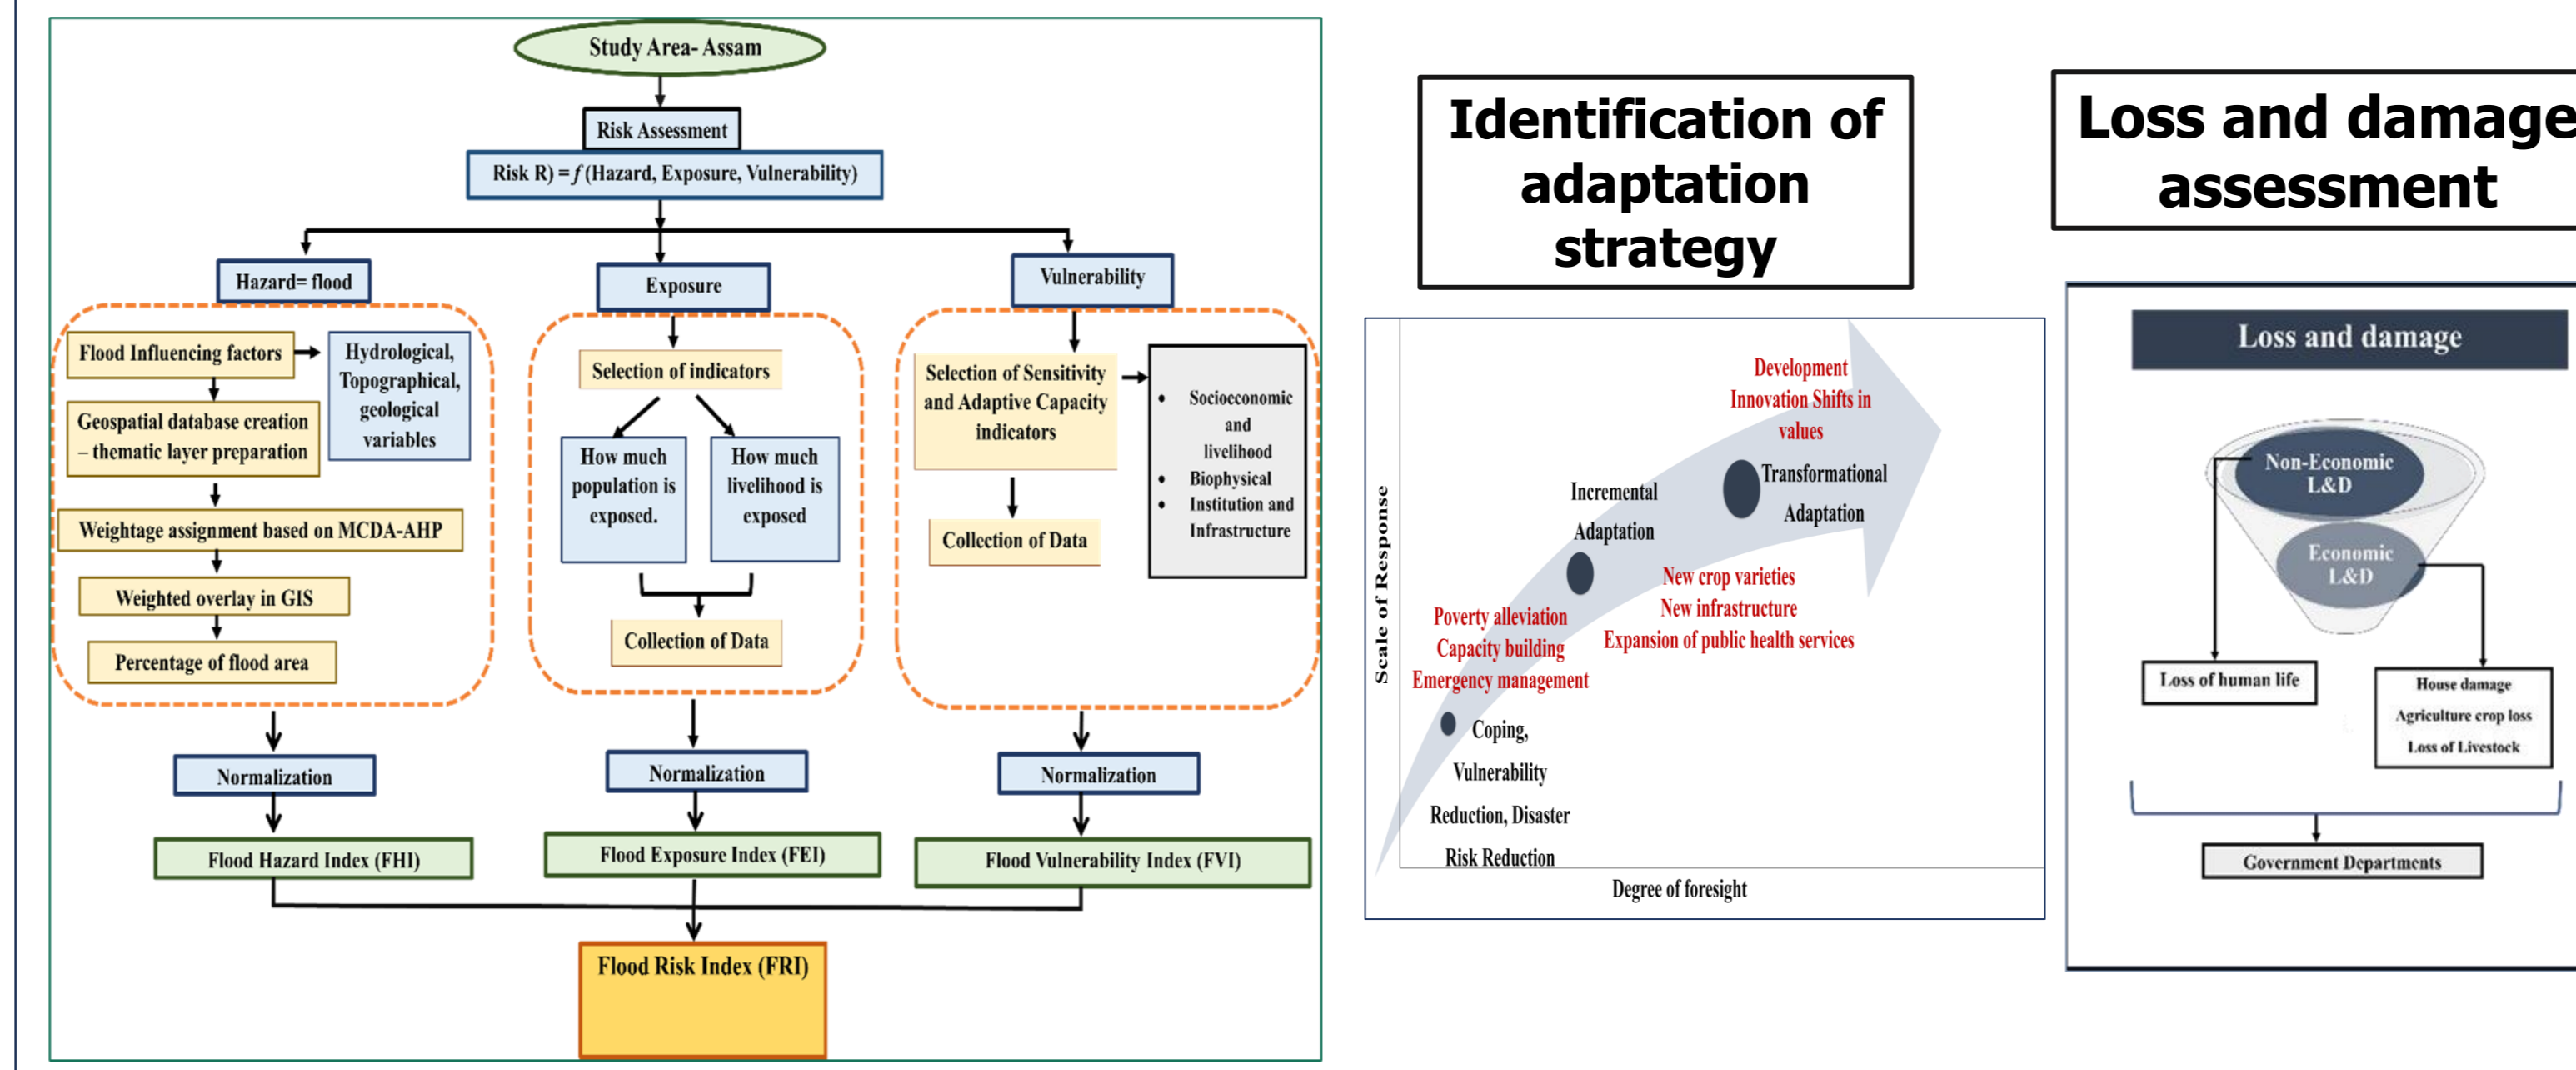 Study Area- Assam
Risk Assessment
Risk R) = f (Hazard, Exposure, Vulnerability)
Hazard= flood
Flood Influencing factors
Hydrological,
Topographical,
geological
variables
Geospatial database creation
– thematic layer preparation
Weightage assignment based on MCDA-AHP
Weighted overlay in GIS
Percentage of flood area
Normalization
Flood Hazard Index (FHI)
Exposure
Selection of indicators
How much
population is
exposed.
How much
livelihood is
exposed
Collection of Data
Normalization
Flood Exposure Index (FEI)
Vulnerability
Selection of Sensitivity
and Adaptive Capacity
indicators
• Socioeconomic
and
livelihood
• Biophysical
• Institution and
Infrastructure
Collection of Data
Normalization
Flood Vulnerability Index (FVI)
Flood Risk Index (FRI)
Identification of
adaptation
strategy
Scale of Response
Development
Innovation Shifts in
values
Transformational
Adaptation
Incremental
Adaptation
New crop varieties
New infrastructure
Expansion of public health services
Poverty alleviation
Capacity building
Emergency management
Coping,
Vulnerability
Reduction, Disaster
Risk Reduction
Degree of foresight
Loss and damage
assessment
Loss and damage
Non-Economic
L&D
Economic
L&D
Loss of human life
House damage
Agriculture crop loss
Loss of Livestock
Government Departments